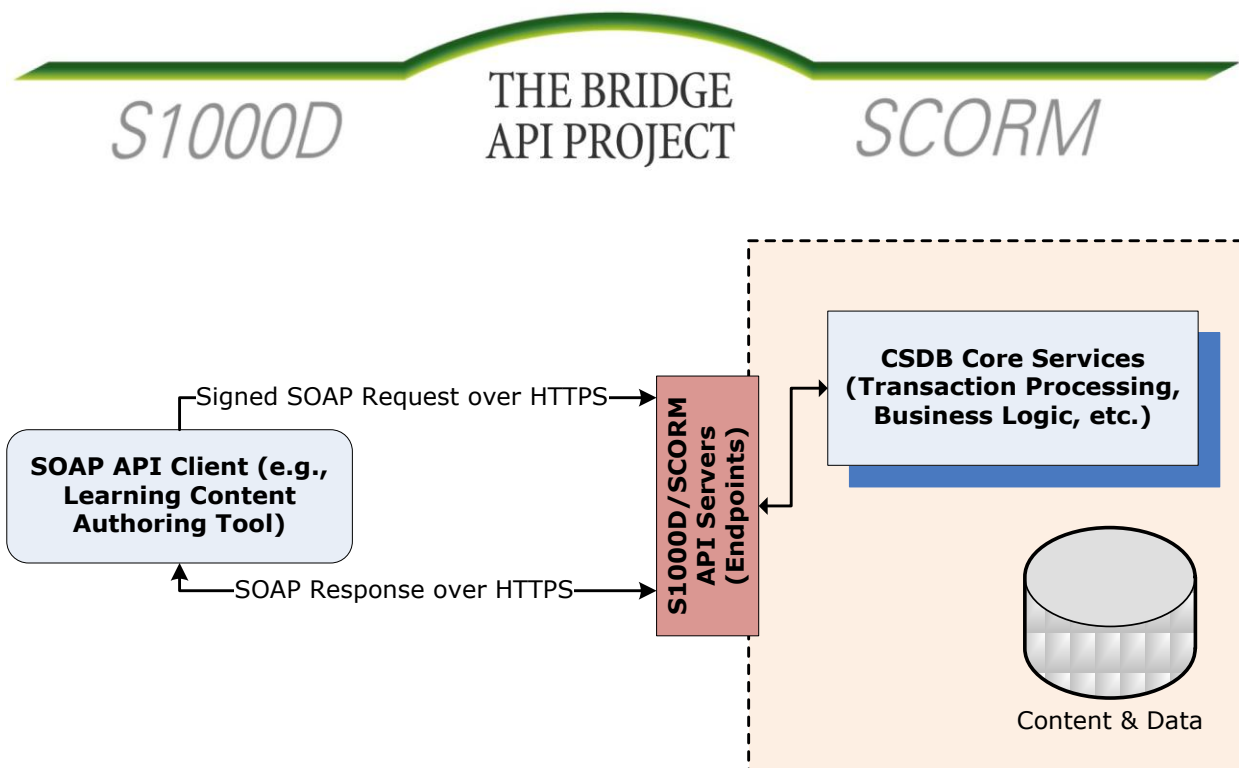 S1000D
THE BRIDGE
API PROJECT
SCORM
Signed SOAP Request over HTTPS
SOAP API Client (e.g.,
Learning Content
Authoring Tool)
SOAP Response over HTTPS
S1000D/SCORM
API Servers
(Endpoints)
CSDB Core Services
(Transaction Processing,
Business Logic, etc.)
Content & Data